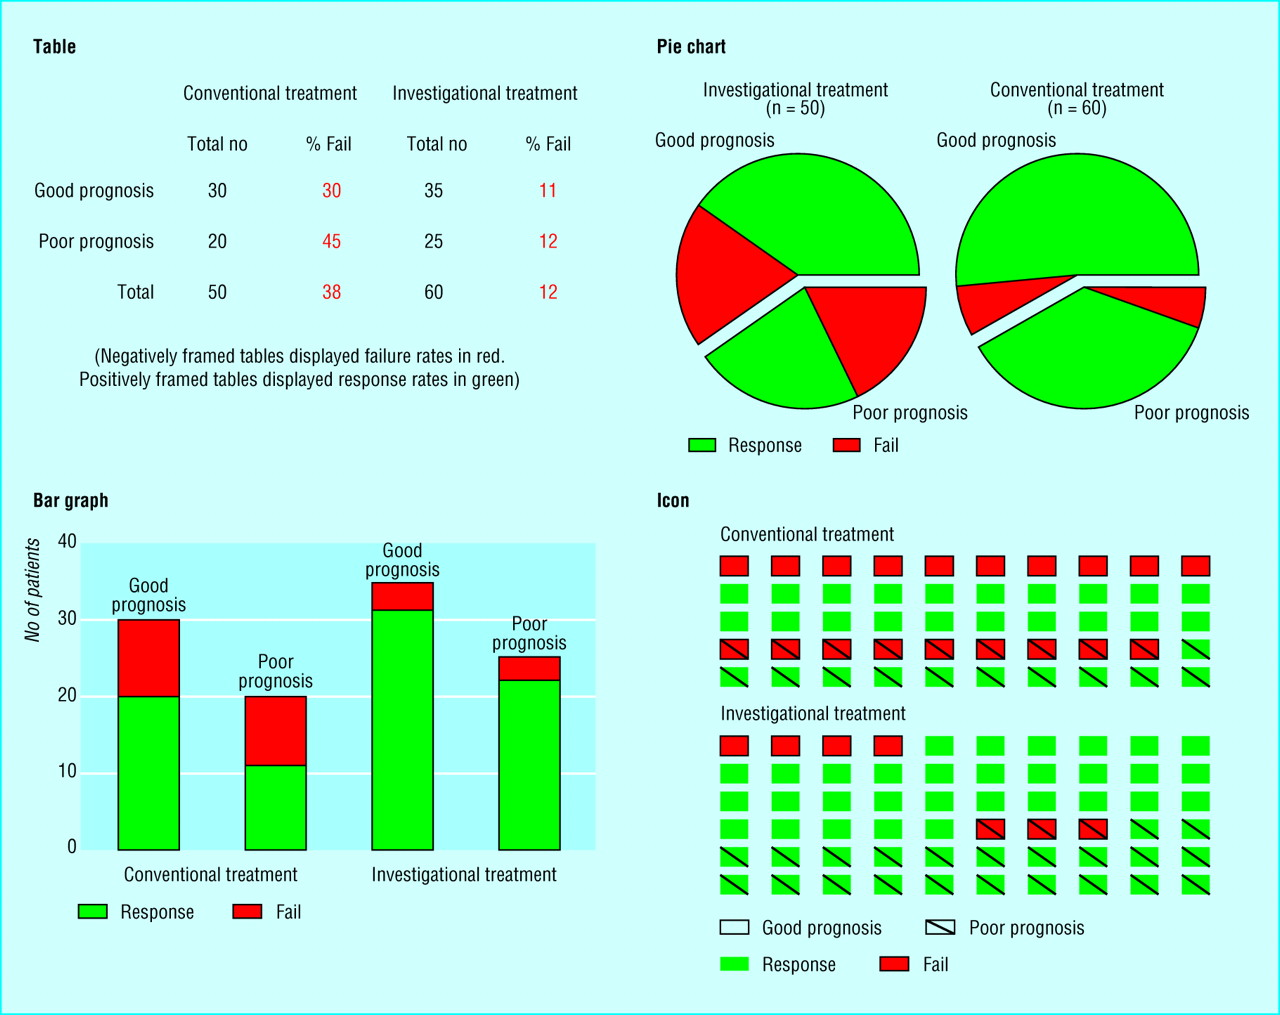 Table
Conventional treatment Investigational treatment
Total no % Fail Total no % Fail
Good prognosis 30 30 35 11
Poor prognosis 20 45 25 12
Total 50 38 60 12
(Negatively framed tables displayed failure rates in red.
Positively framed tables displayed response rates in green)
Pie chart
Investigational treatment
(n = 50)
Conventional treatment
(n = 60)
Good prognosis
Good prognosis
Poor prognosis
Poor prognosis
Response Fail
Bar graph
No of patients
40
30
20
10
0
Good
prognosis
Poor
prognosis
Good
prognosis
Poor
prognosis
Conventional treatment Investigational treatment
Response Fail
Icon
Conventional treatment
Investigational treatment
Good prognosis Poor prognosis
Response Fail